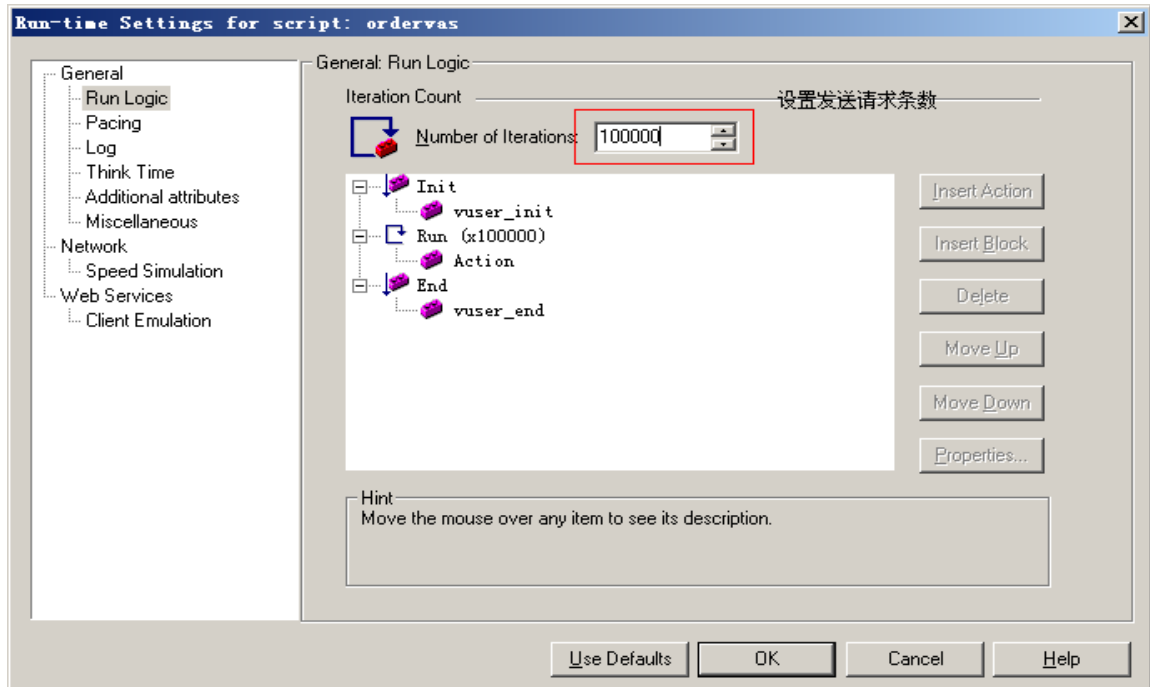 Run-time Settings for script: ordervas
General
Run Logic
Pacing
Log
Think Time
Additional attributes
Miscellaneous
Network
Speed Simulation
Web Services
Client Emulation
General: Run Logic
Iteration Count
设置发送请求条数
Number of Iterations:
100000
Init
vuser_init
Run (x100000)
Action
End
vuser_end
Insert Action
Insert Block
Delete
Move Up
Move Down
Properties...
Hint
Move the mouse over any item to see its description.
Use Defaults
OK
Cancel
Help